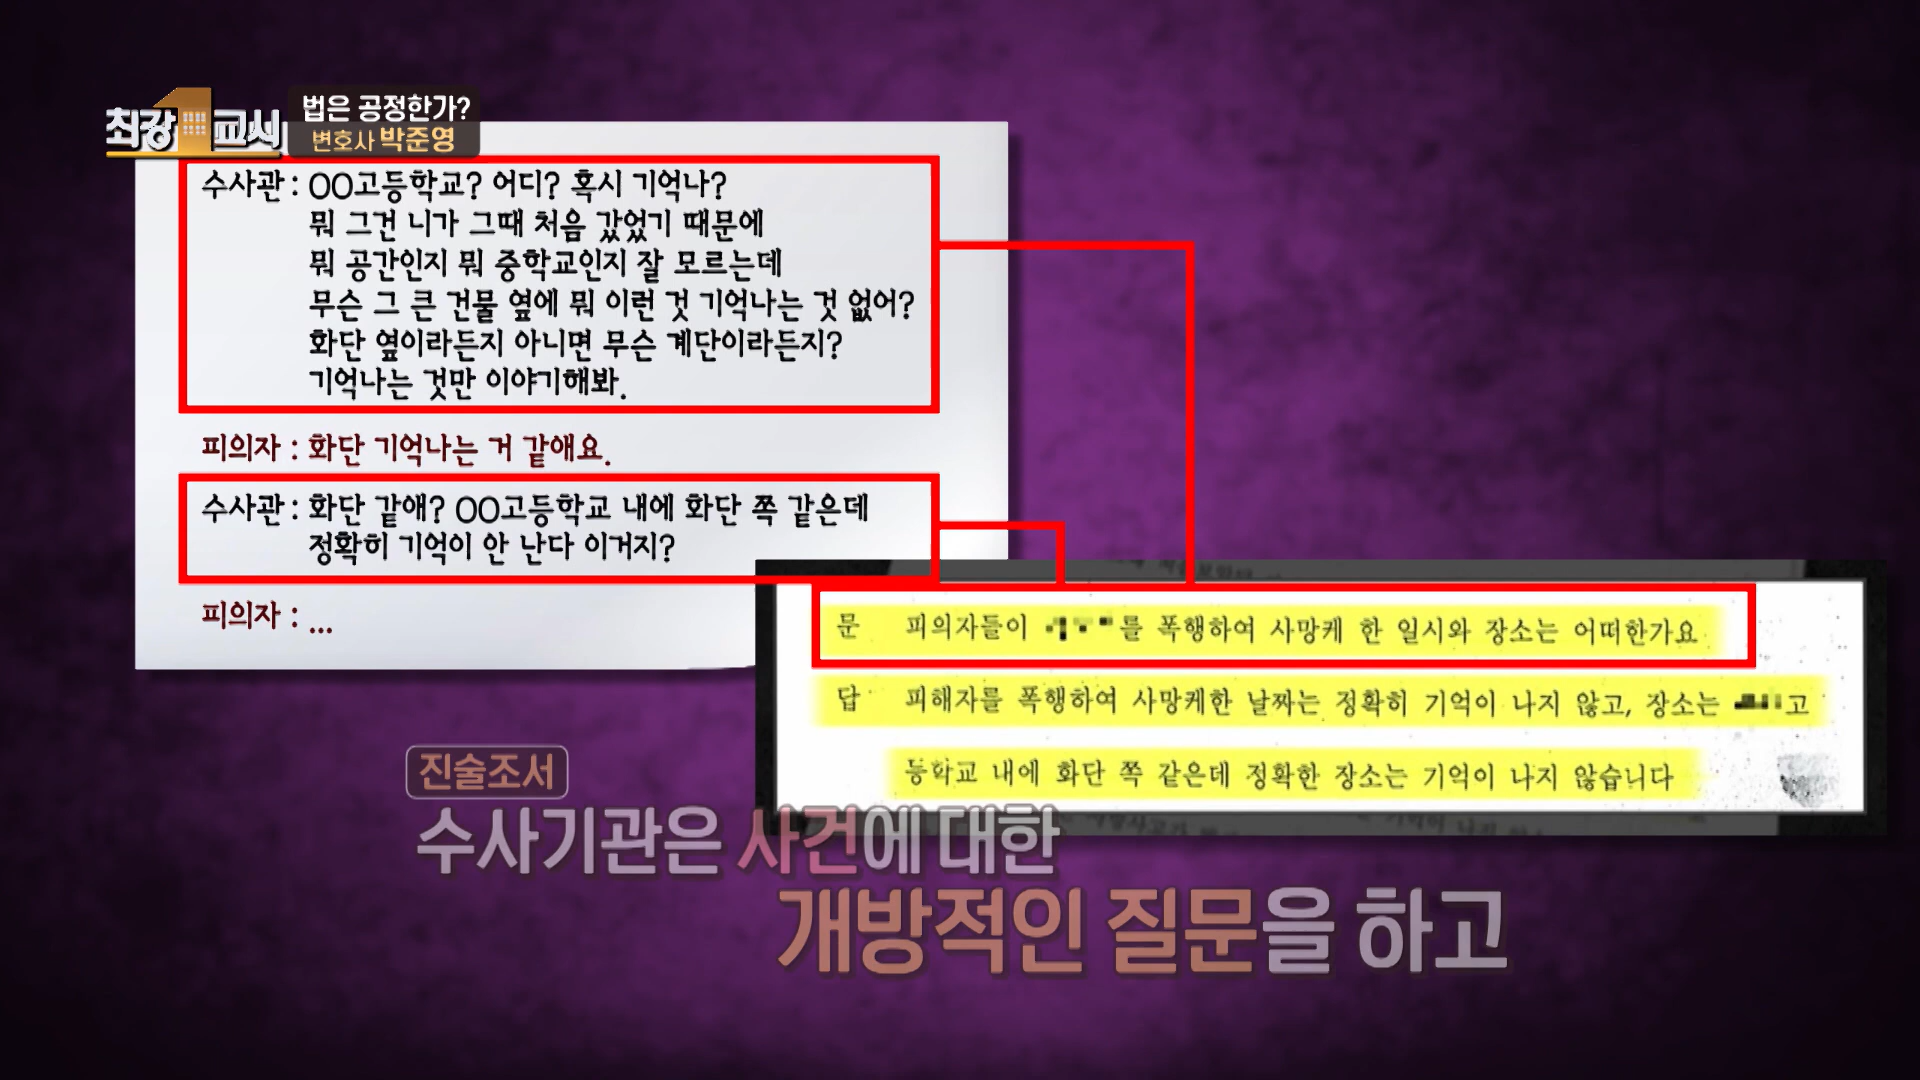 최강1교시
법은 공정한가?
변호사 박준영
수사관 : OO고등학교? 어디? 혹시 기억나?
뭐 그건 니가 그때 처음 갔었기 때문에
뭐 공간인지 뭐 중학교인지 잘 모르는데
무슨 그 큰 건물 옆에 뭐 이런 것 기억나는 것 없어?
화단 옆이라든지 아니면 무슨 계단이라든지?
기억나는 것만 이야기해봐.
피의자 : 화단 기억나는 거 같애요.
수사관 : 화단 같애? OO고등학교 내에 화단 쪽 같은데
정확히 기억이 안 난다 이거지?
피의자 : ...
문 피의자들이 를 폭행하여 사망케 한 일시와 장소는 어떠한가요
답 피해자를 폭행하여 사망케한 날짜는 정확히 기억이 나지 않고, 장소는 고
등학교 내에 화단 쪽 같은데 정확한 장소는 기억이 나지 않습니다
진술조서
수사기관은 사건에 대한
개방적인 질문을 하고